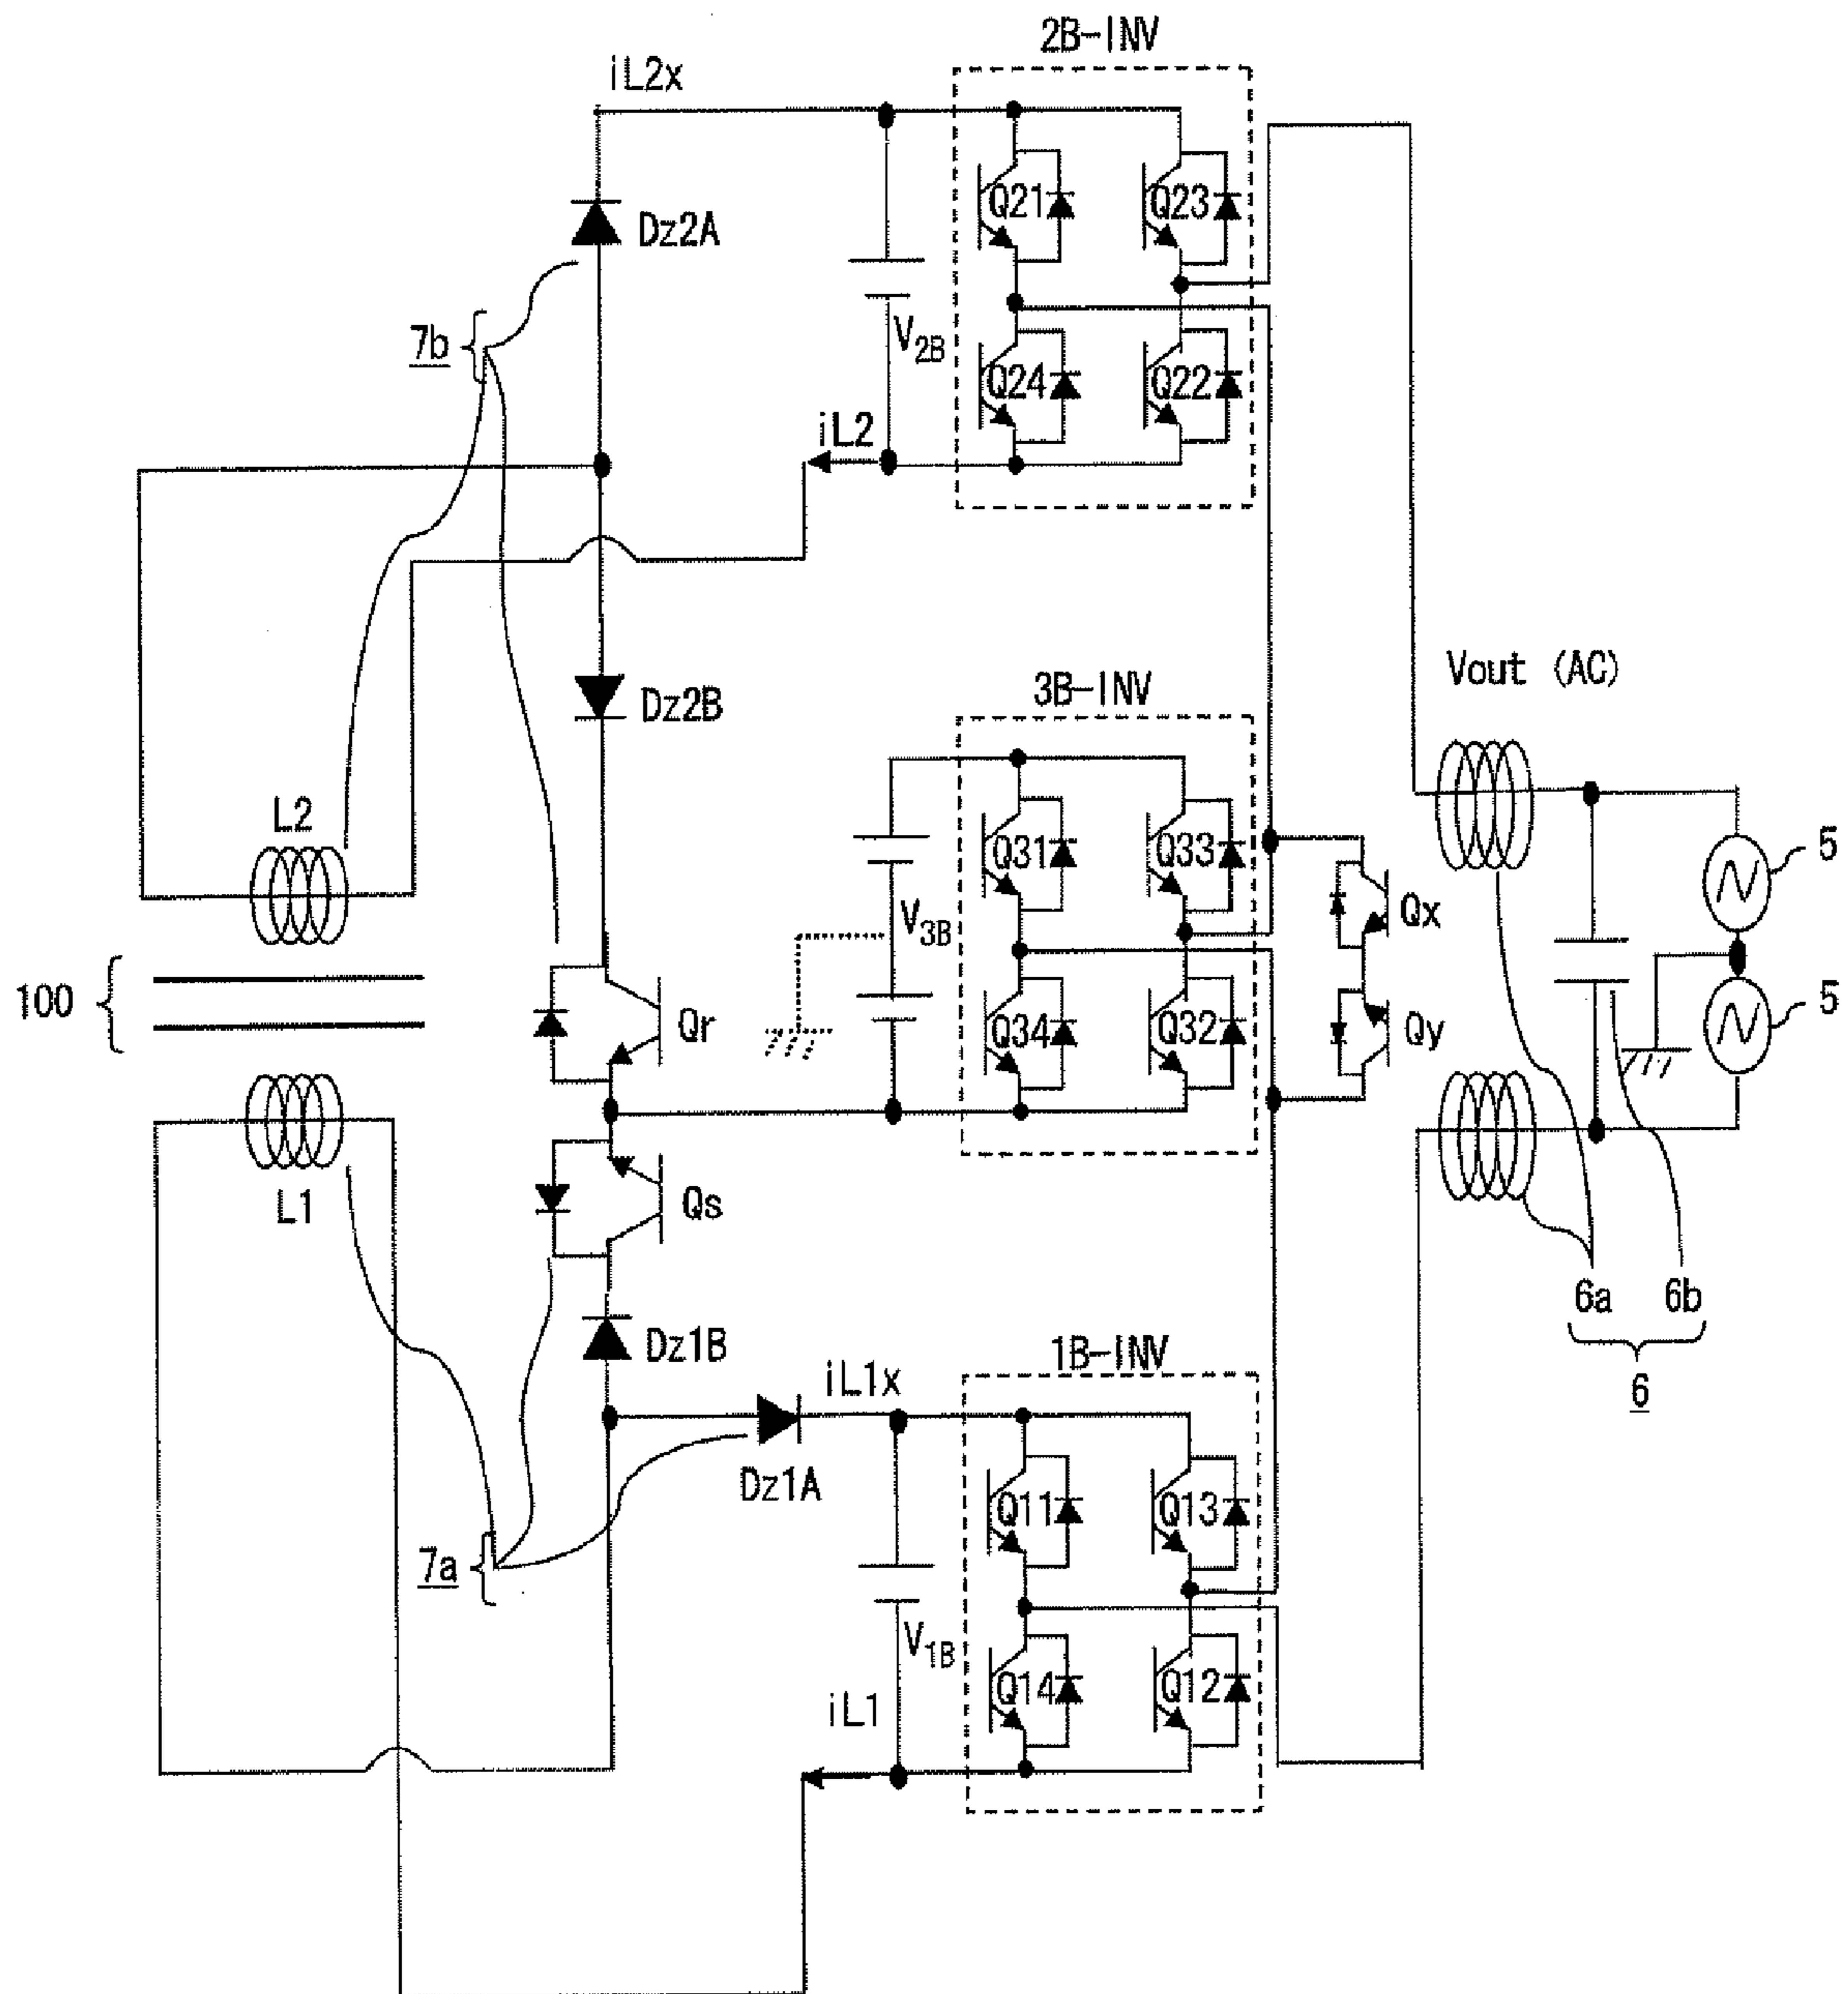 2B-INV
iL2x
Q21
Q23
Dz2A
7b
V2B
Q24
Q22
iL2
Vout (AC)
3B-INV
Dz2B
L2
Q31
Q33
5
Qx
V3B
100
Qr
Q34
Q32
Qy
5
L1
Qs
6a
6b
Dz1B
1B-INV
iL1x
6
Dz1A
Q11
Q13
7a
V1B
Q14
Q12
iL1